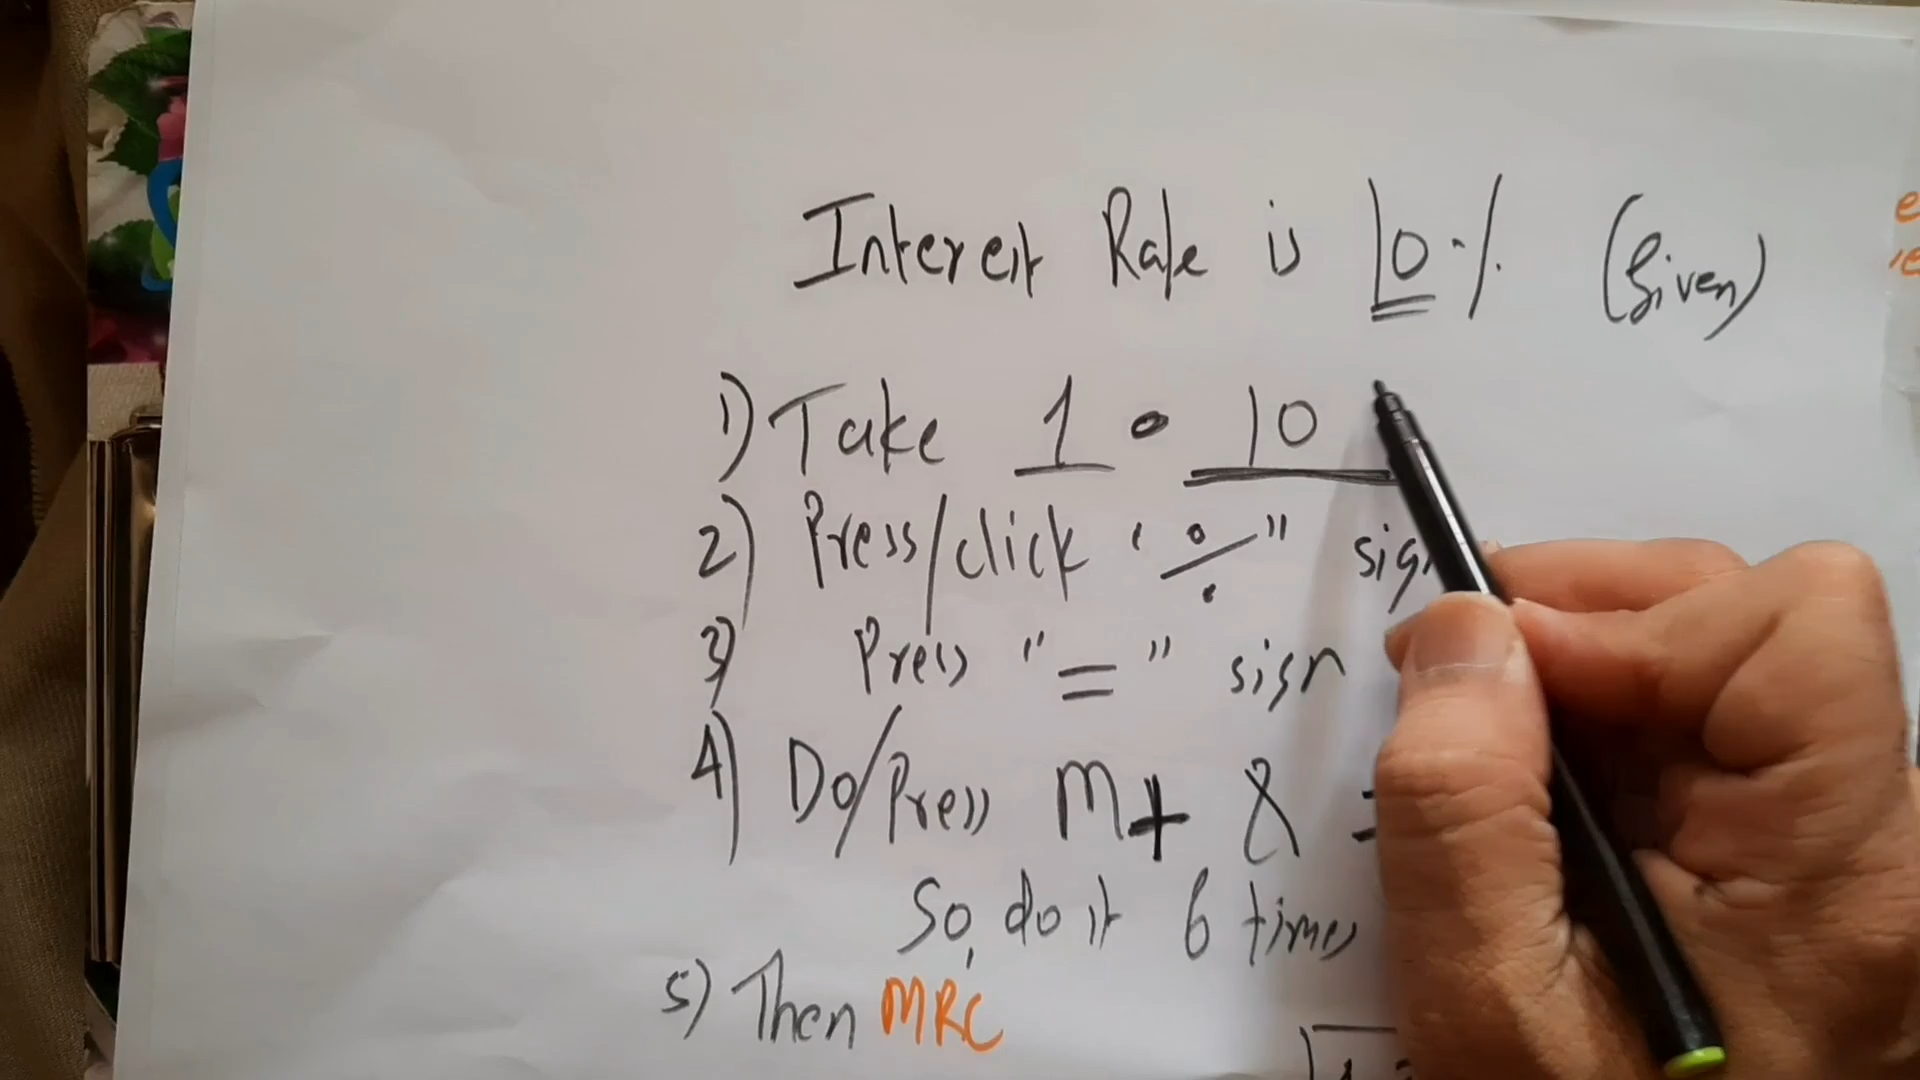 Interest Rate is 10% (Given)
1) Take 1 . 10
2) Press/click "÷" sign
3) Press "=" sign
4) Do/Press M+ & =
So, do it 6 times
5) Then MRC